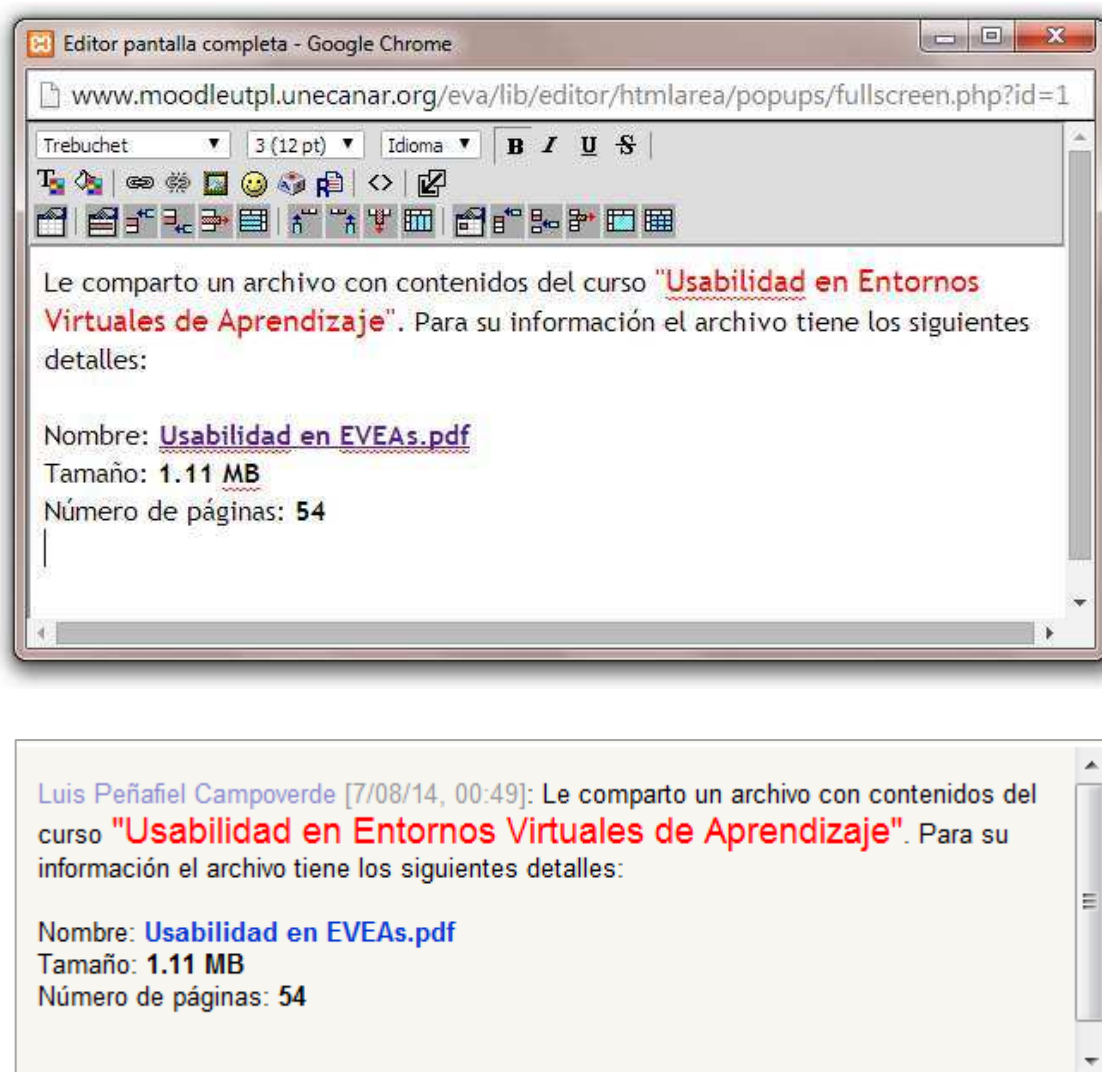 Editor pantalla completa - Google Chrome
www.moodleutpl.unecanar.org/eva/lib/editor/htmlarea/popups/fullscreen.php?id=1
Trebuchet 3 (12 pt) Idioma B I U S
Le comparto un archivo con contenidos del curso "Usabilidad en Entornos
Virtuales de Aprendizaje". Para su información el archivo tiene los siguientes
detalles:
Nombre: Usabilidad en EVEAs.pdf
Tamaño: 1.11 MB
Número de páginas: 54
Luis Peñafiel Campoverde [7/08/14, 00:49]: Le comparto un archivo con contenidos del
curso "Usabilidad en Entornos Virtuales de Aprendizaje". Para su
información el archivo tiene los siguientes detalles:
Nombre: Usabilidad en EVEAs.pdf
Tamaño: 1.11 MB
Número de páginas: 54